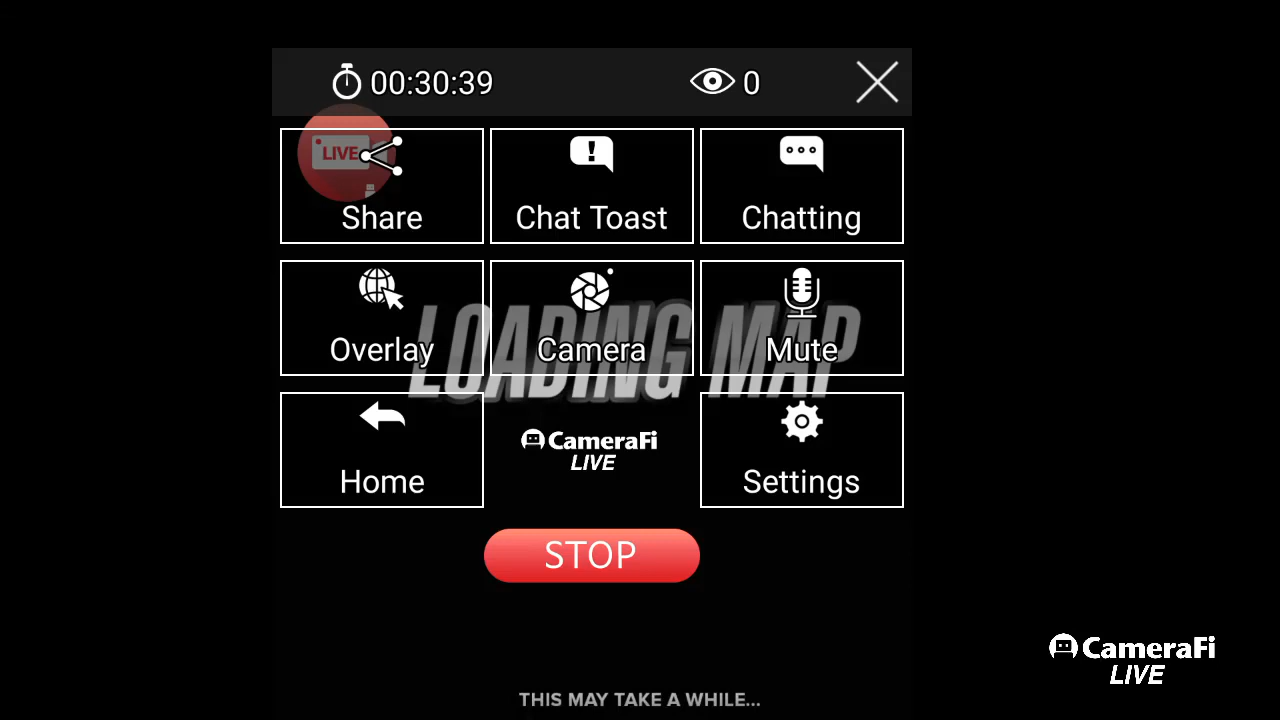 00:30:39
0
LIVE
Share
Chat Toast
Chatting
LOADING MAP
Overlay
Camera
Mute
Home
CameraFi
LIVE
Settings
STOP
CameraFi
LIVE
THIS MAY TAKE A WHILE...